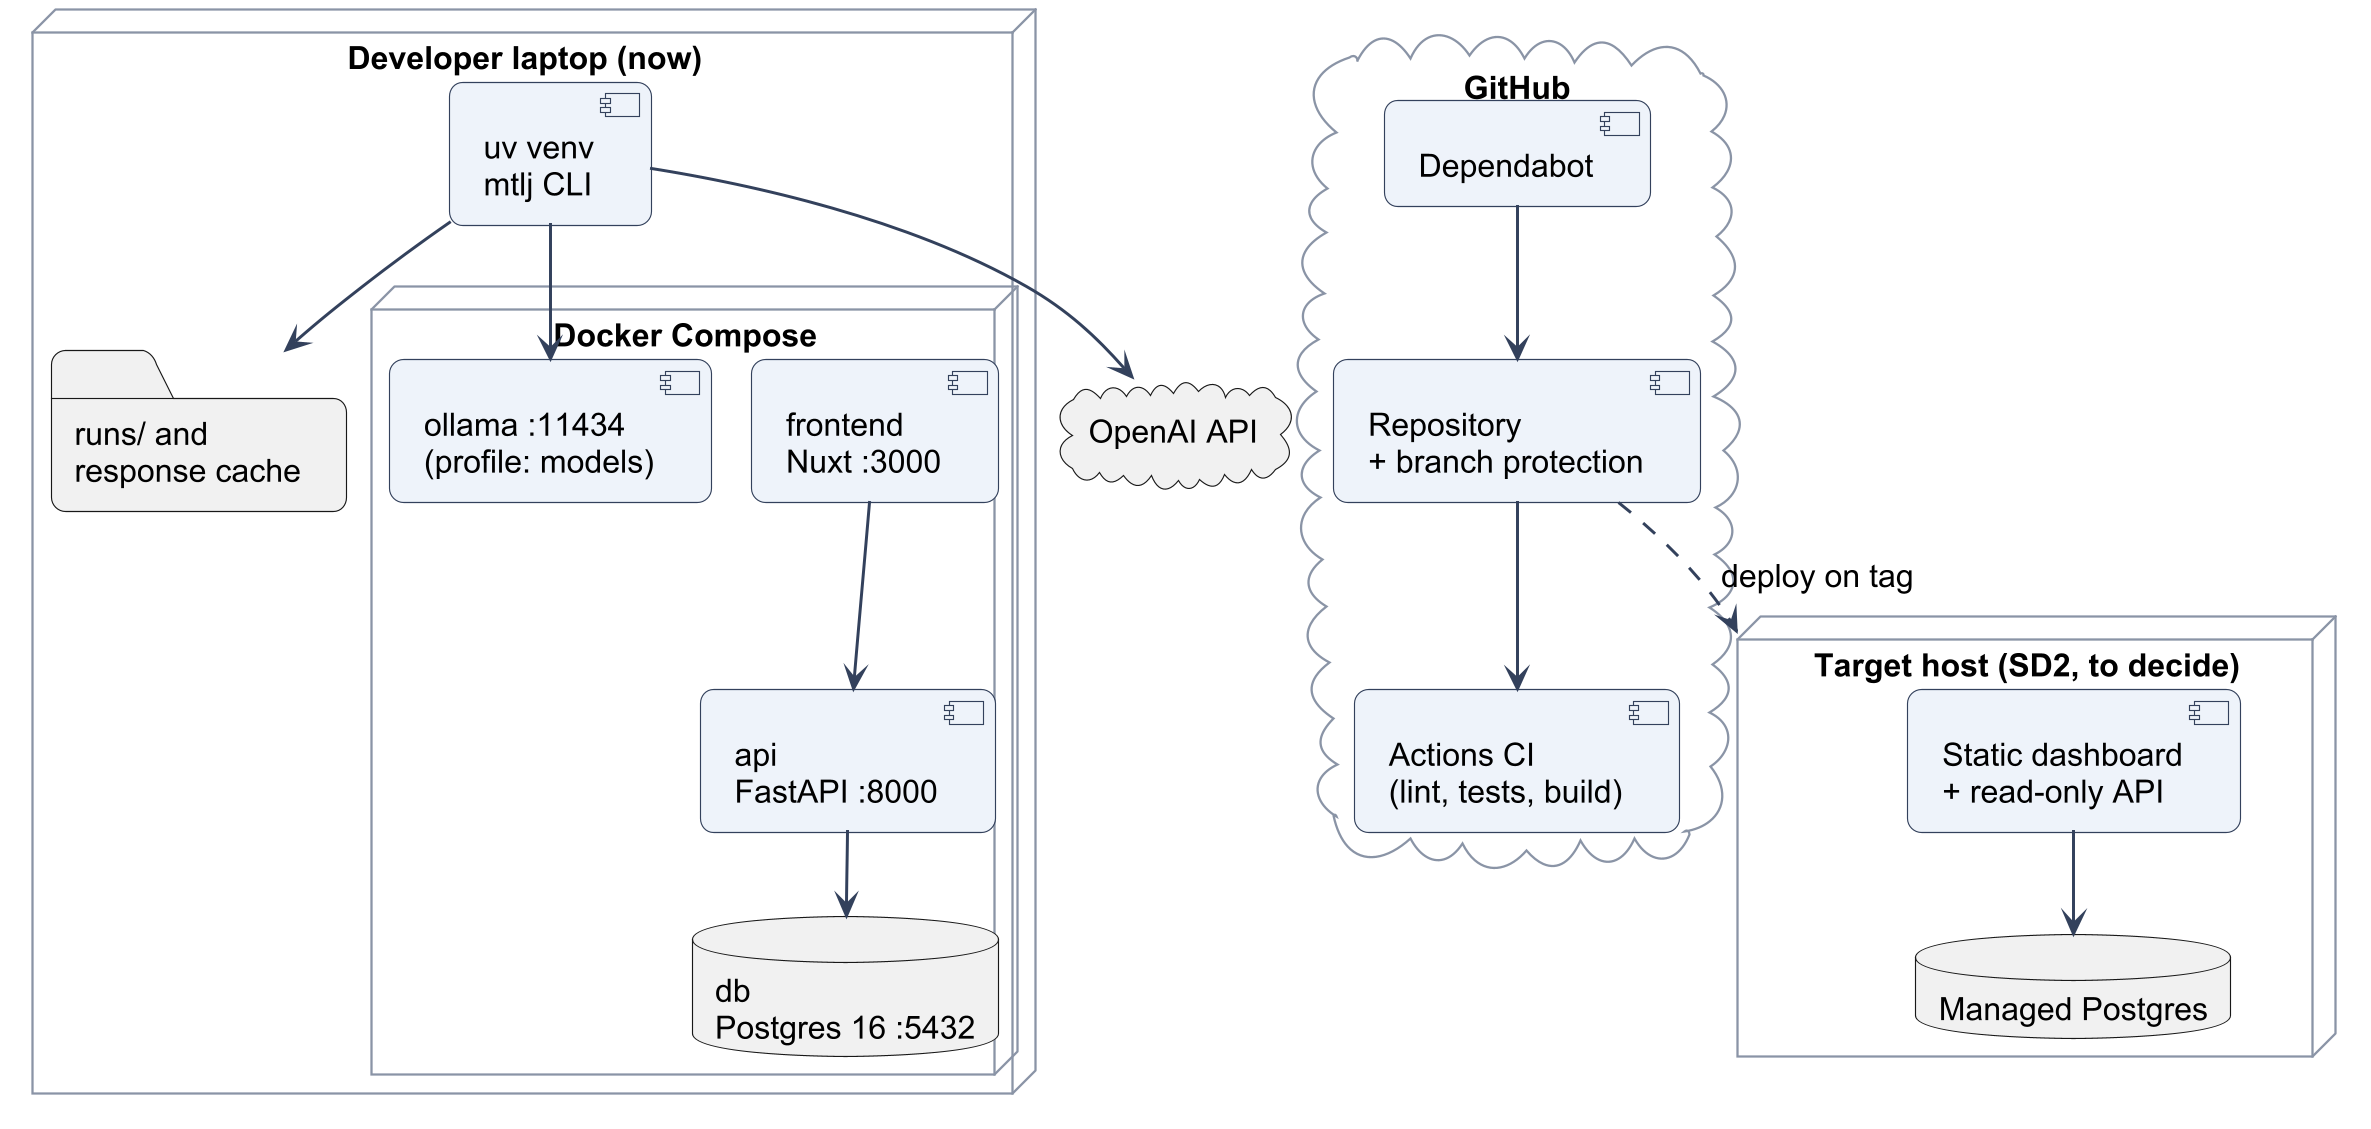 Developer laptop (now)
uv venv
mtlj CLI
Docker Compose
runs/ and
response cache
ollama :11434
(profile: models)
frontend
Nuxt :3000
api
FastAPI :8000
db
Postgres 16 :5432
OpenAI API
GitHub
Dependabot
Repository
+ branch protection
Actions CI
(lint, tests, build)
deploy on tag
Target host (SD2, to decide)
Static dashboard
+ read-only API
Managed Postgres